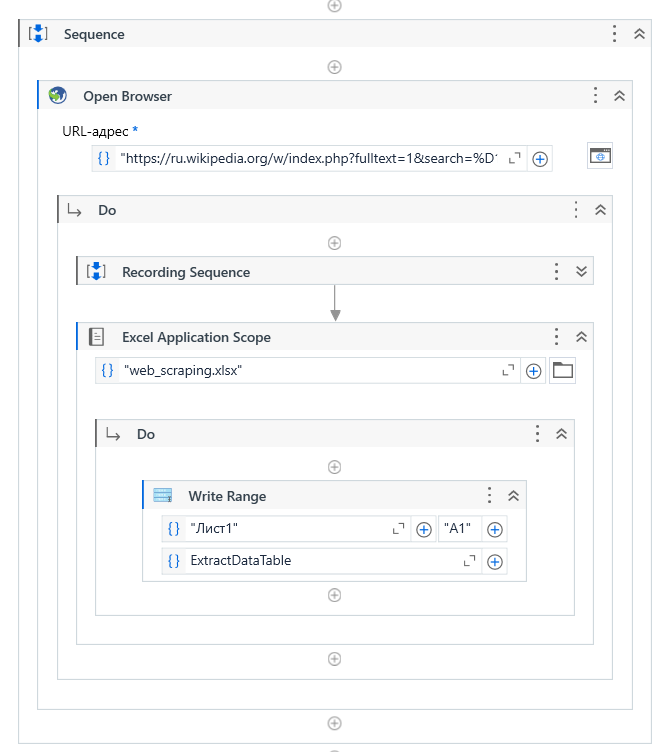 Sequence
Open Browser
URL-адрес *
"https://ru.wikipedia.org/w/index.php?fulltext=1&search=%D
Do
Recording Sequence
Excel Application Scope
"web_scraping.xlsx"
Do
Write Range
"Лист1" "A1"
ExtractDataTable